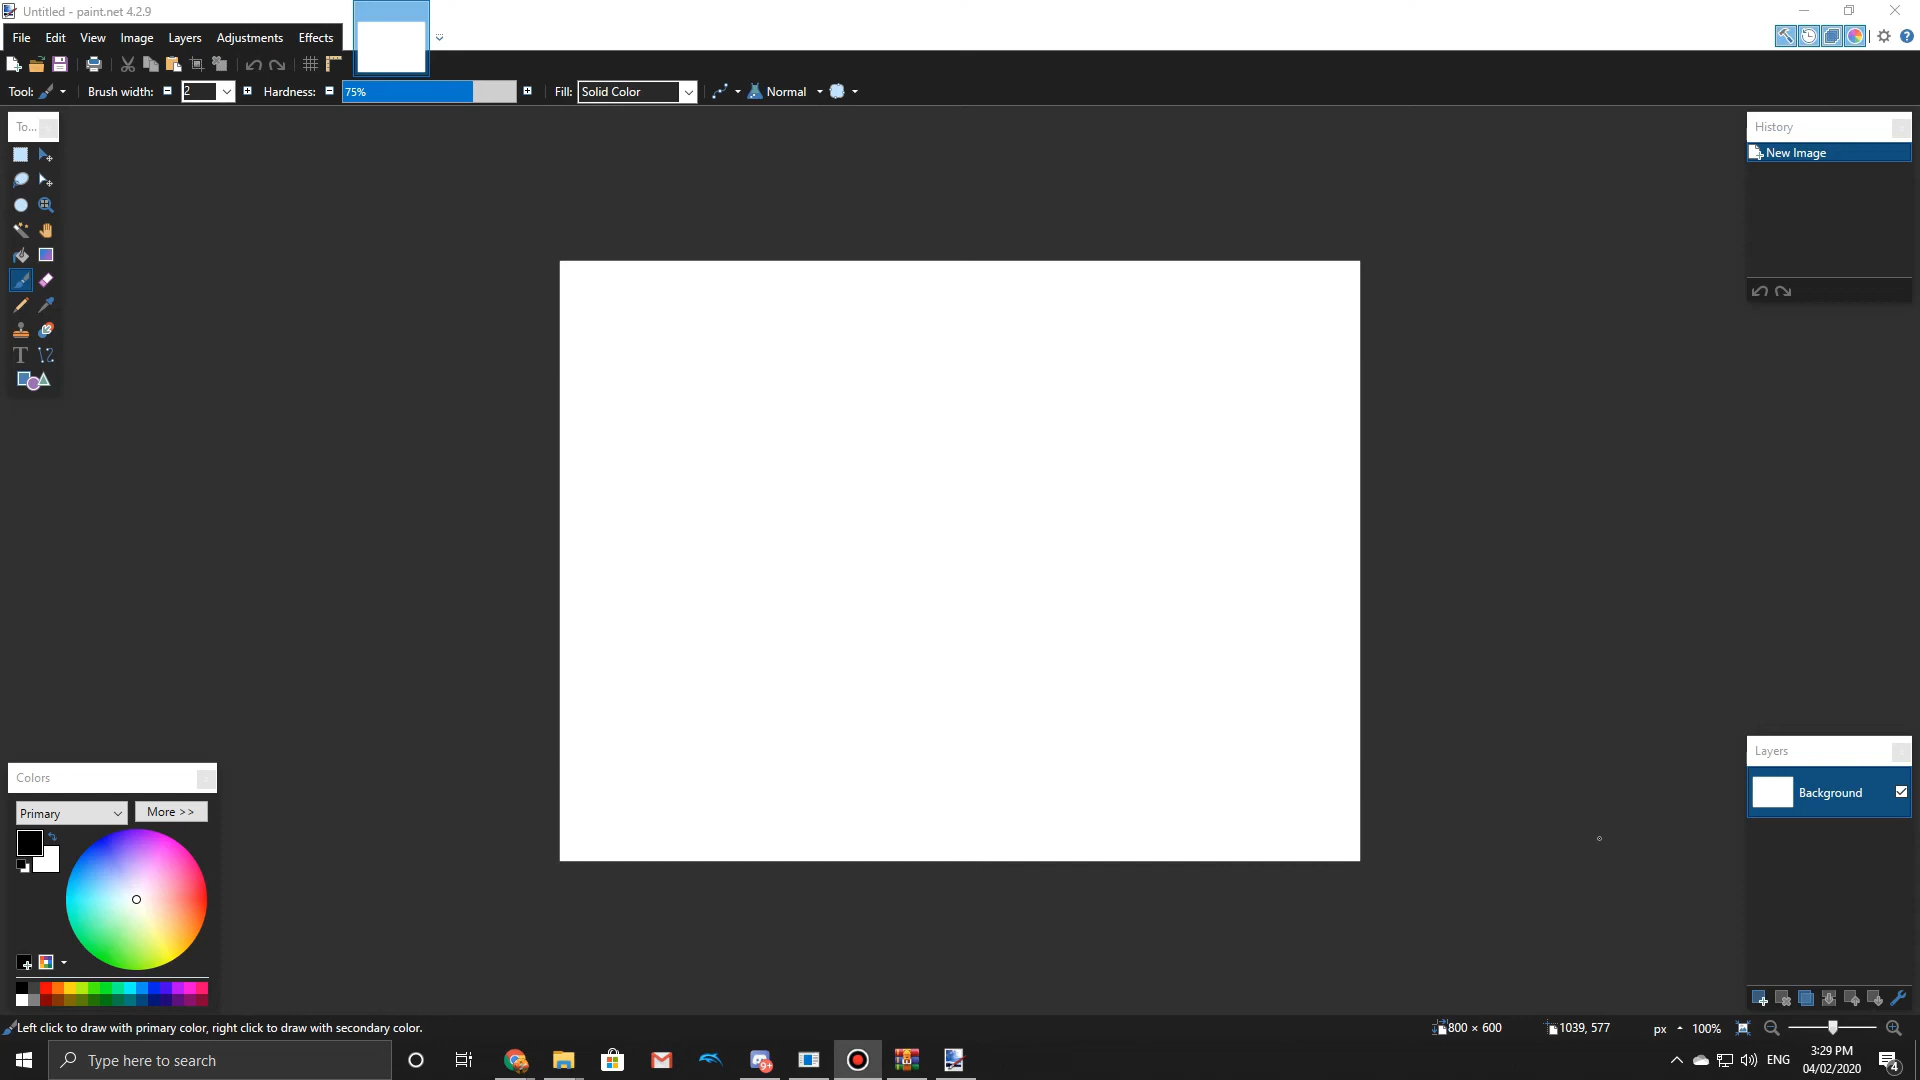 Untitled - paint.net 4.2.9
File Edit View Image Layers Adjustments Effects
Tool: Brush width: 2 Hardness: 75% Fill: Solid Color Normal
To...
History
New Image
Layers
Background
Colors
Primary More >>
Left click to draw with primary color, right click to draw with secondary color.
800 × 600 1039, 577 px 100%
Type here to search
9+
ENG
3:29 PM
04/02/2020
4